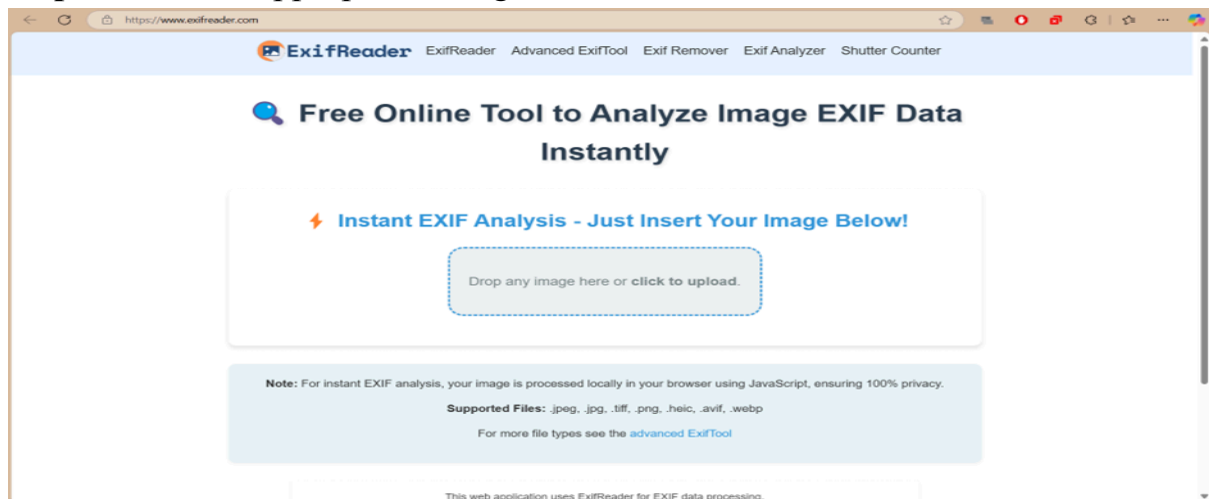 https://www.exifreader.com
ExifReader ExifReader Advanced ExifTool Exif Remover Exif Analyzer Shutter Counter
Free Online Tool to Analyze Image EXIF Data
Instantly
Instant EXIF Analysis - Just Insert Your Image Below!
Drop any image here or click to upload.
Note: For instant EXIF analysis, your image is processed locally in your browser using JavaScript, ensuring 100% privacy.
Supported Files: .jpeg, .jpg, .tiff, .png, .heic, .avif, .webp
For more file types see the advanced ExifTool
This web application uses ExifReader for EXIF data processing.